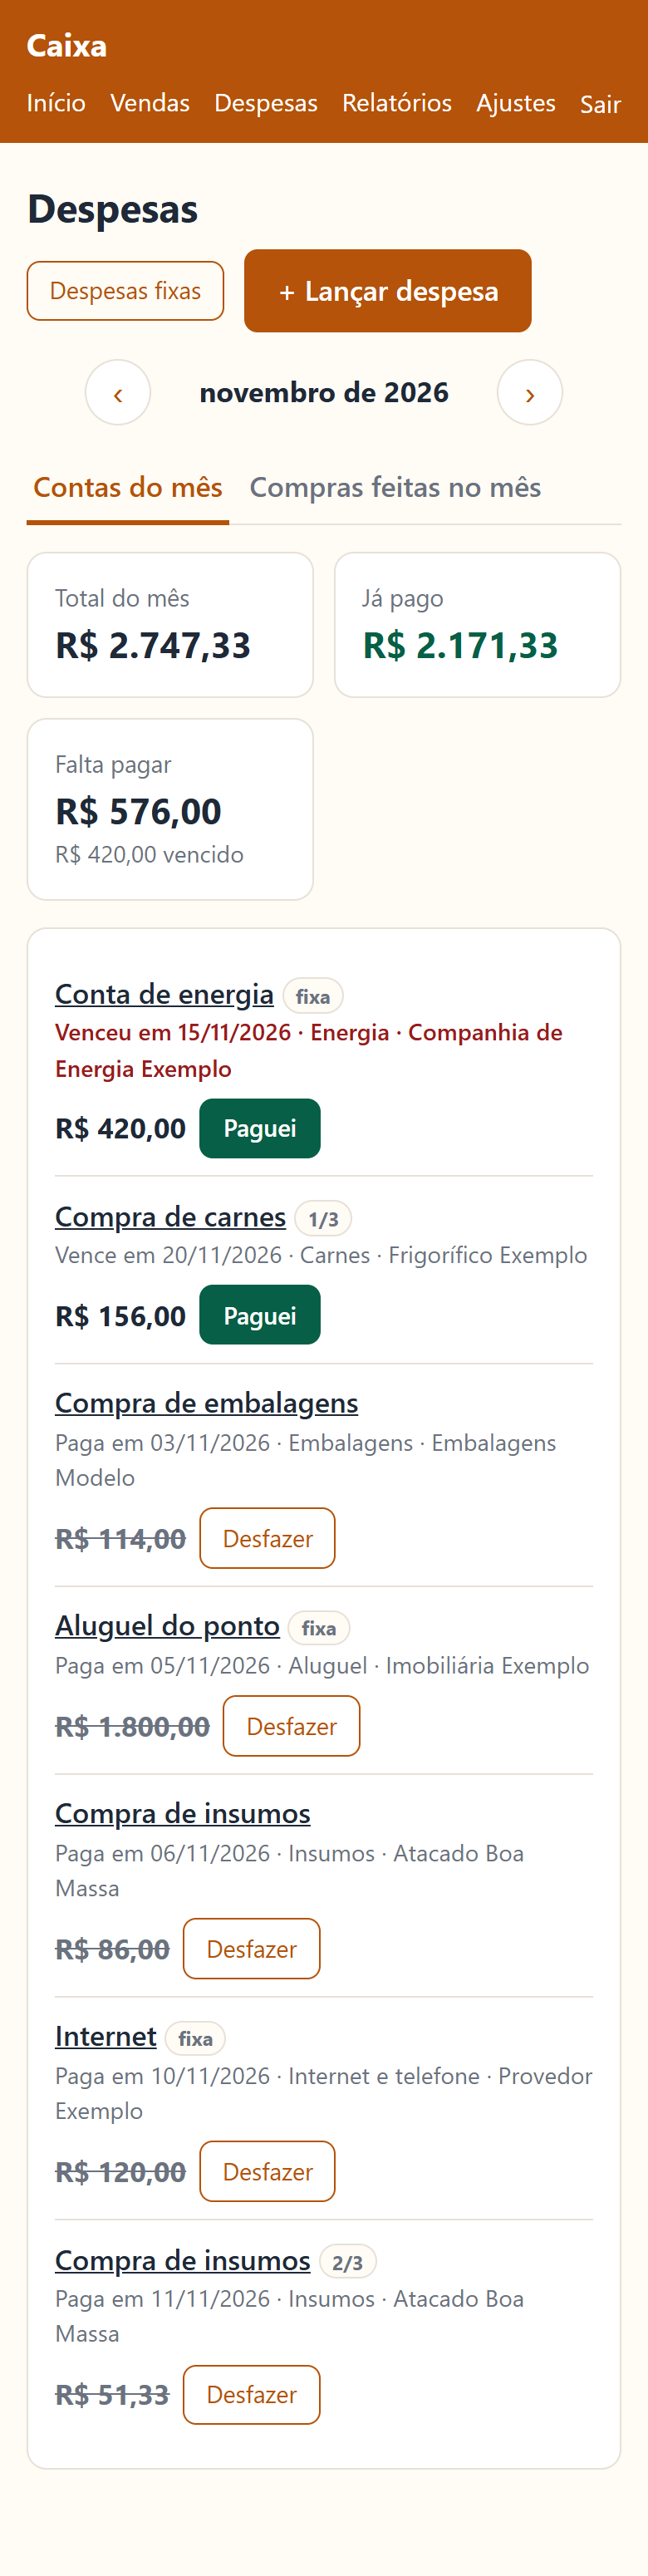 Caixa
Início Vendas Despesas Relatórios Ajustes Sair
Despesas
Despesas fixas + Lançar despesa
‹ novembro de 2026 ›
Contas do mês Compras feitas no mês
Total do mês Já pago
R$ 2.747,33 R$ 2.171,33
Falta pagar
R$ 576,00
R$ 420,00 vencido
Conta de energia fixa
Venceu em 15/11/2026 · Energia · Companhia de
Energia Exemplo
R$ 420,00 Paguei
Compra de carnes 1/3
Vence em 20/11/2026 · Carnes · Frigorífico Exemplo
R$ 156,00 Paguei
Compra de embalagens
Paga em 03/11/2026 · Embalagens · Embalagens
Modelo
R$ 114,00 Desfazer
Aluguel do ponto fixa
Paga em 05/11/2026 · Aluguel · Imobiliária Exemplo
R$ 1.800,00 Desfazer
Compra de insumos
Paga em 06/11/2026 · Insumos · Atacado Boa
Massa
R$ 86,00 Desfazer
Internet fixa
Paga em 10/11/2026 · Internet e telefone · Provedor
Exemplo
R$ 120,00 Desfazer
Compra de insumos 2/3
Paga em 11/11/2026 · Insumos · Atacado Boa
Massa
R$ 51,33 Desfazer